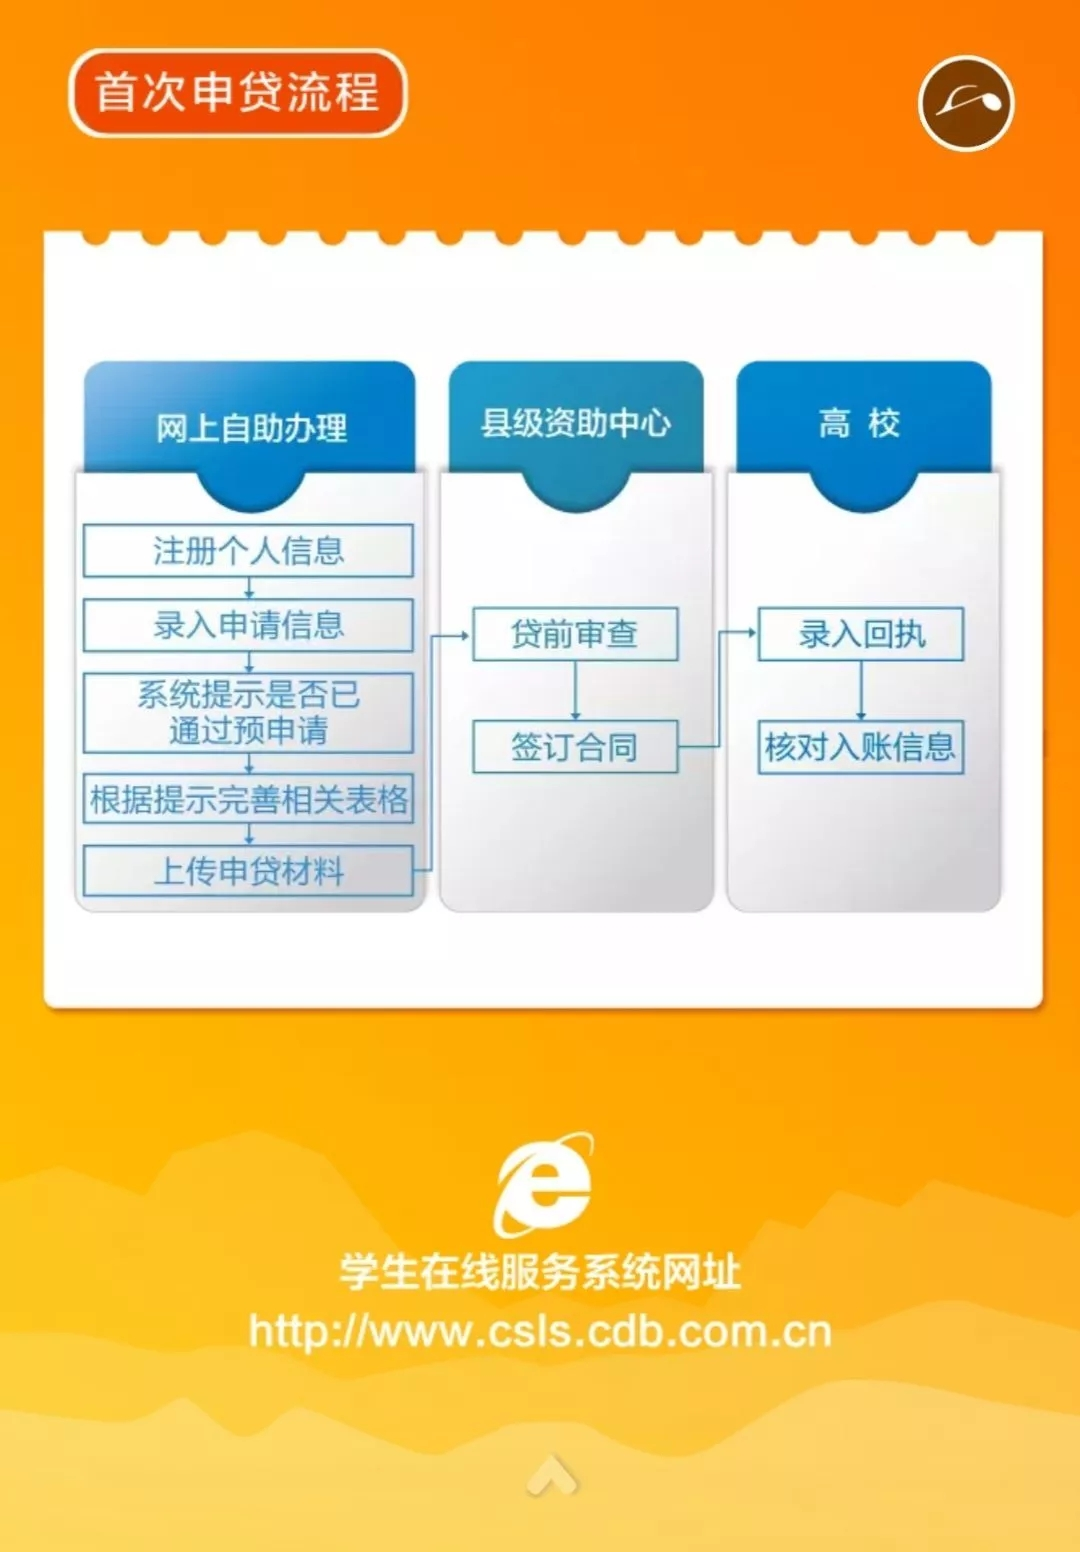 首次申贷流程
网上自助办理
注册个人信息
录入申请信息
系统提示是否已
通过预申请
根据提示完善相关表格
上传申贷材料
县级资助中心
贷前审查
签订合同
高 校
录入回执
核对入账信息
学生在线服务系统网址
http://www.csls.cdb.com.cn